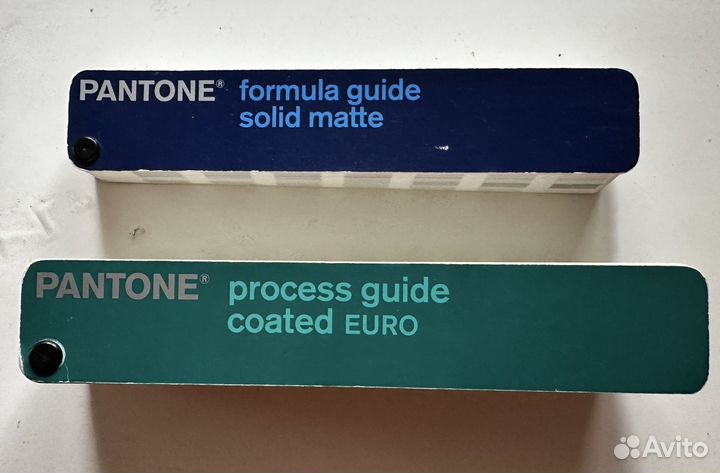 PANTONE® formula guide
solid matte
PANTONE® process guide
coated EURO
Avito